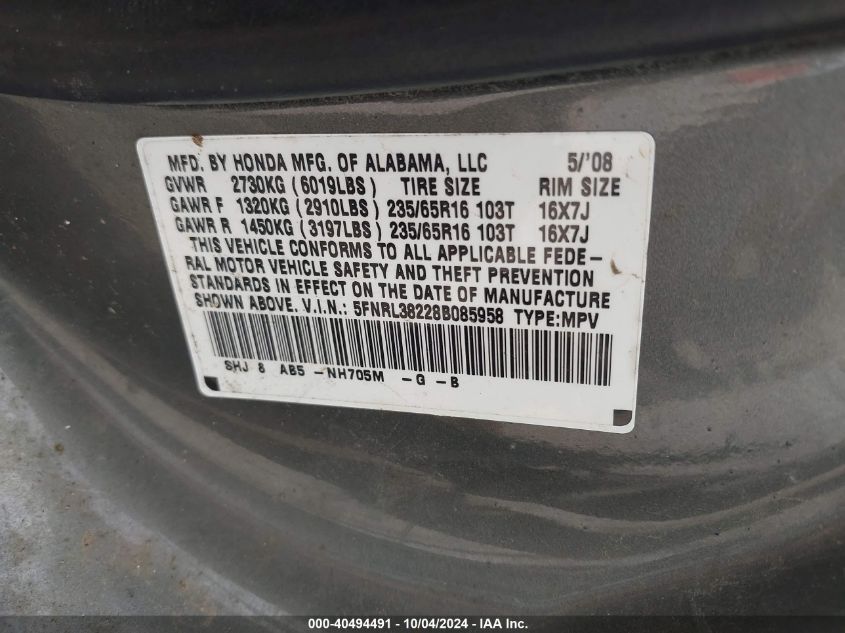 MFD. BY HONDA MFG. OF ALABAMA, LLC 5/'08
GVWR 2730KG (6019LBS) TIRE SIZE RIM SIZE
GAWR F 1320KG (2910LBS) 235/65R16 103T 16X7J
GAWR R 1450KG (3197LBS) 235/65R16 103T 16X7J
THIS VEHICLE CONFORMS TO ALL APPLICABLE FEDE-
RAL MOTOR VEHICLE SAFETY AND THEFT PREVENTION
STANDARDS IN EFFECT ON THE DATE OF MANUFACTURE
SHOWN ABOVE. V.I.N.: 5FNRL38228B085958 TYPE:MPV
SHJ 8 AB5 -NH705M -G -B
000-40494491 - 10/04/2024 - IAA Inc.